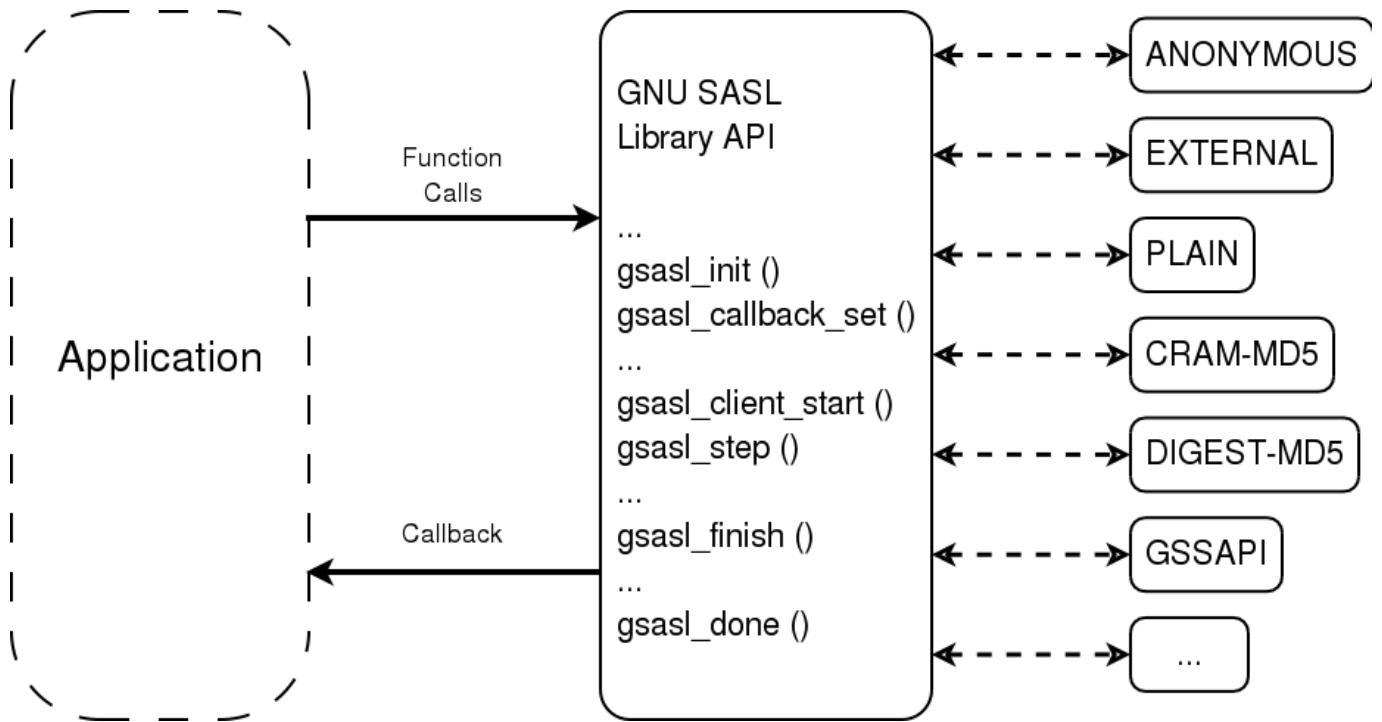 Application
Function
Calls
Callback
GNU SASL
Library API
...
gsasl_init ()
gsasl_callback_set ()
...
gsasl_client_start ()
gsasl_step ()
...
gsasl_finish ()
...
gsasl_done ()
ANONYMOUS
EXTERNAL
PLAIN
CRAM-MD5
DIGEST-MD5
GSSAPI
...